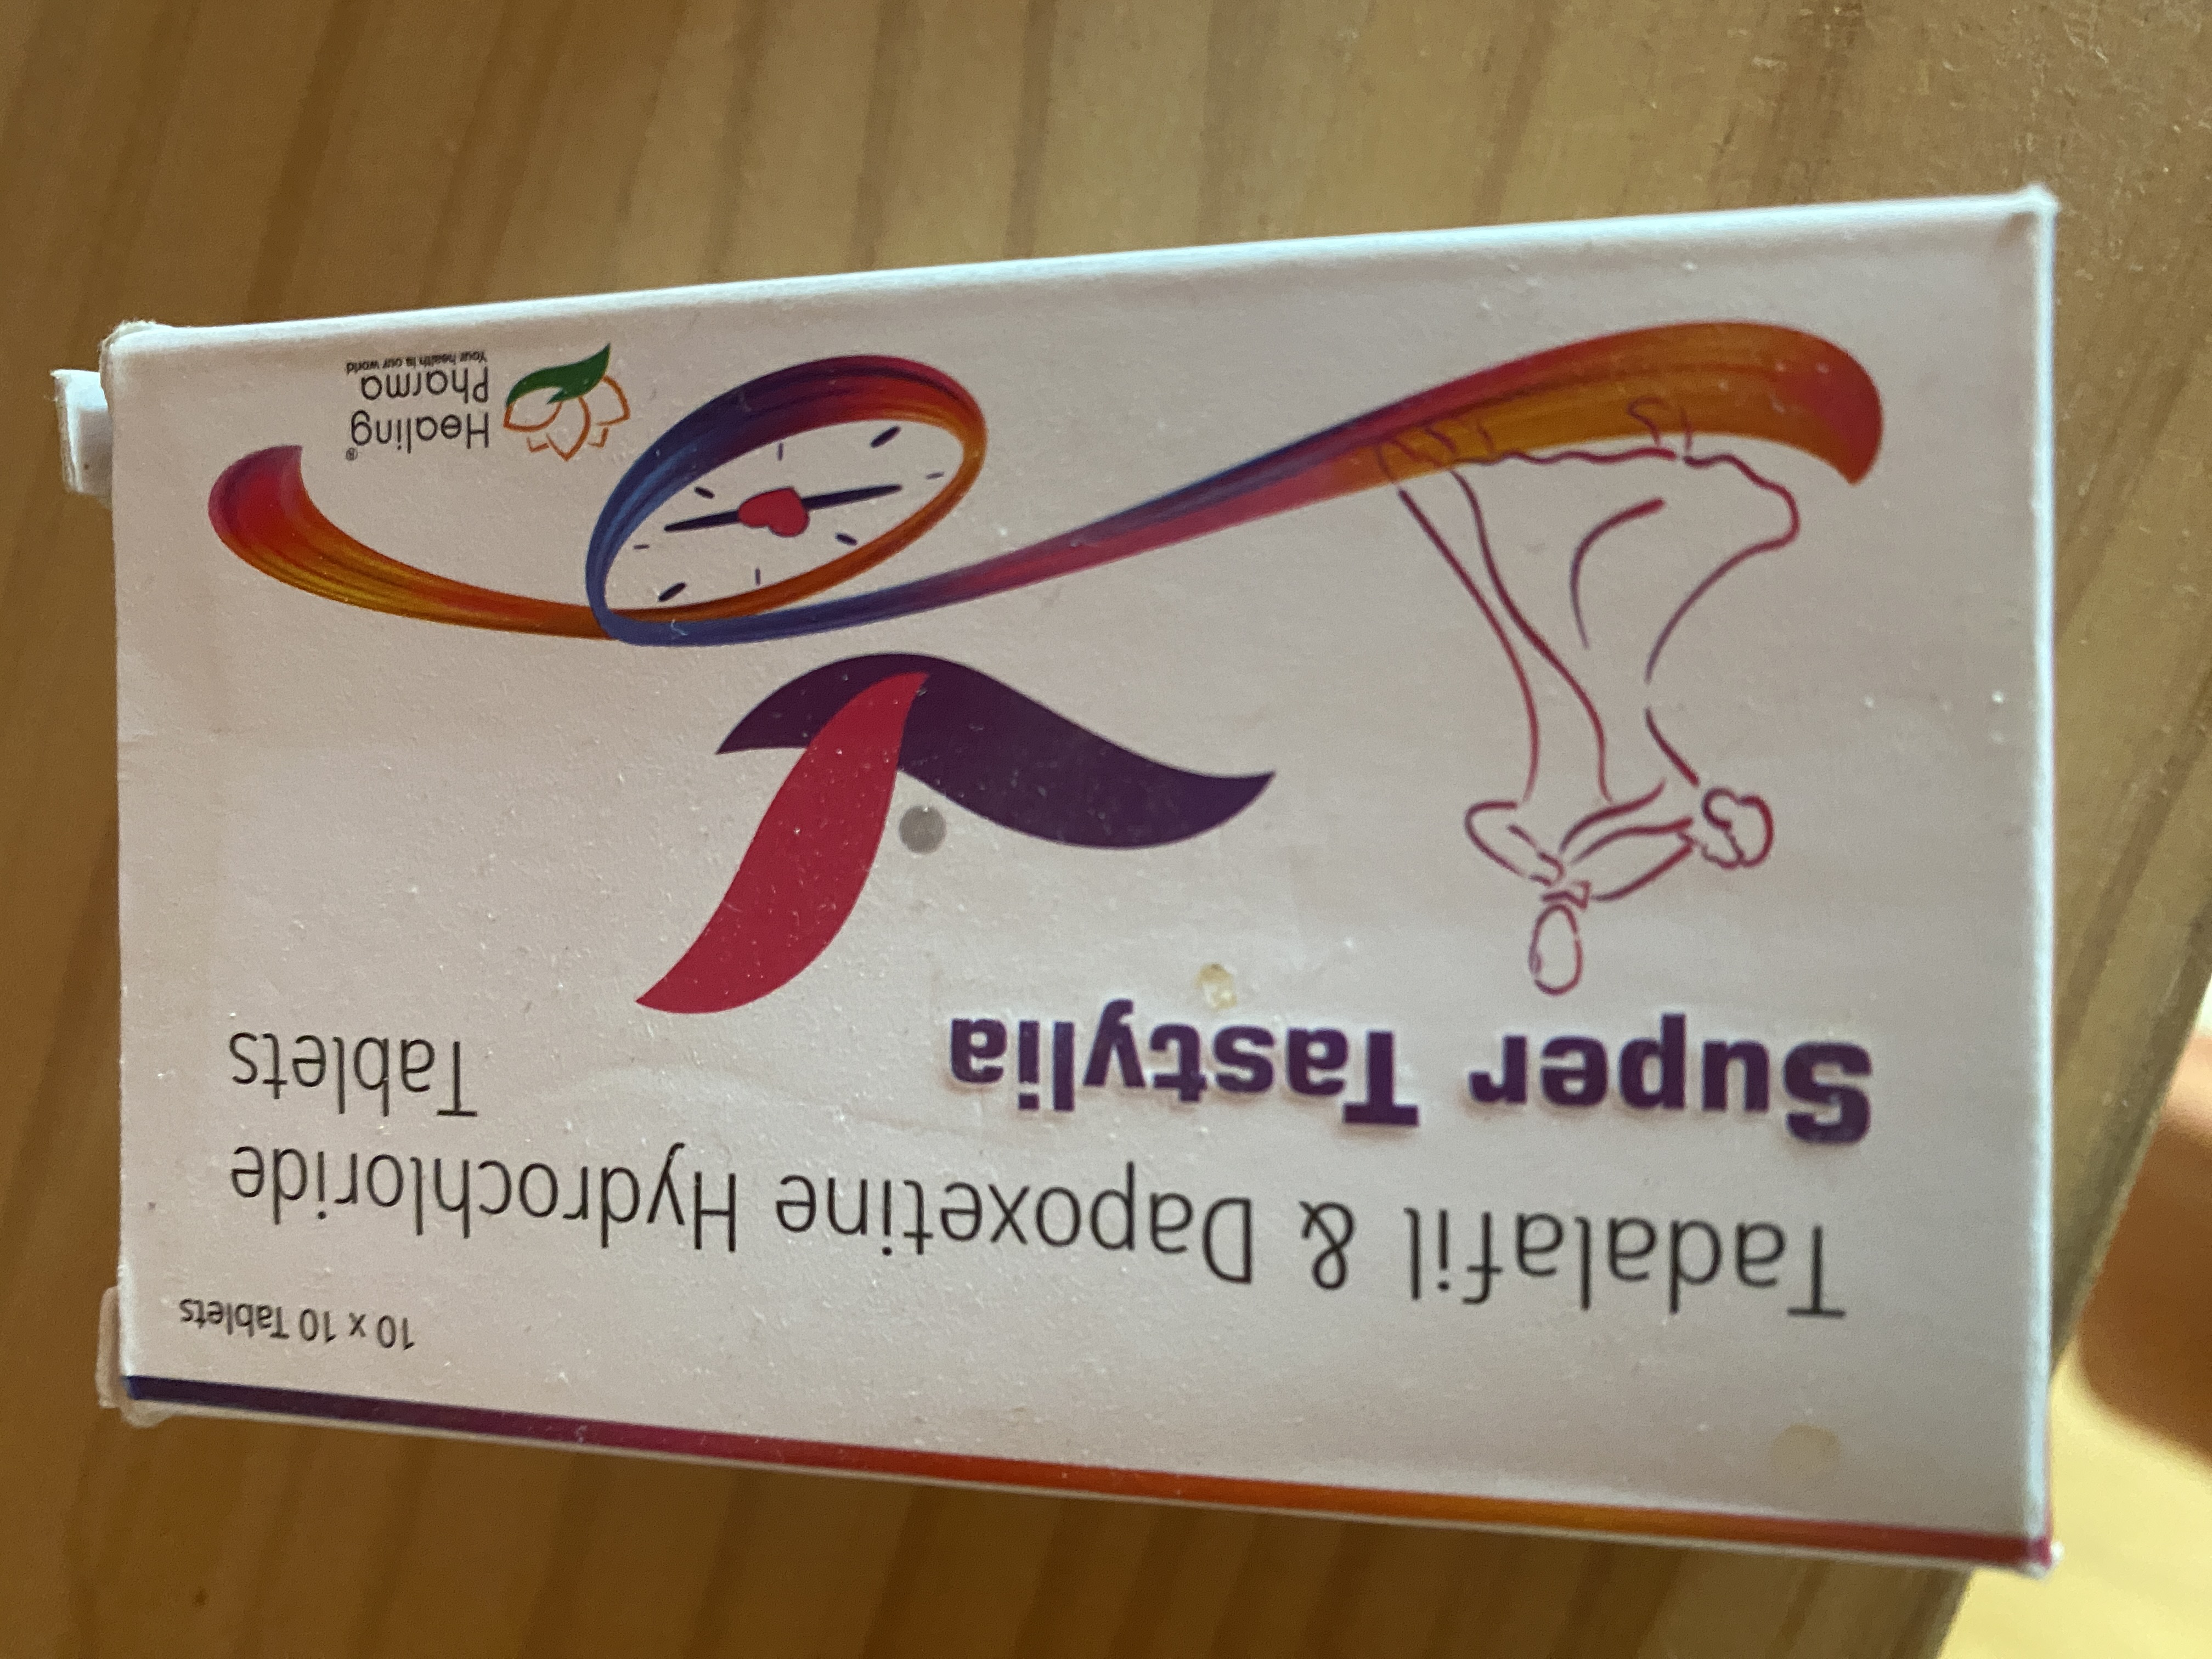 10 x 10 Tablets
Tadalafil & Dapoxetine Hydrochloride
Tablets
Super Tastylia
Healing®
Pharma
Your health is our world